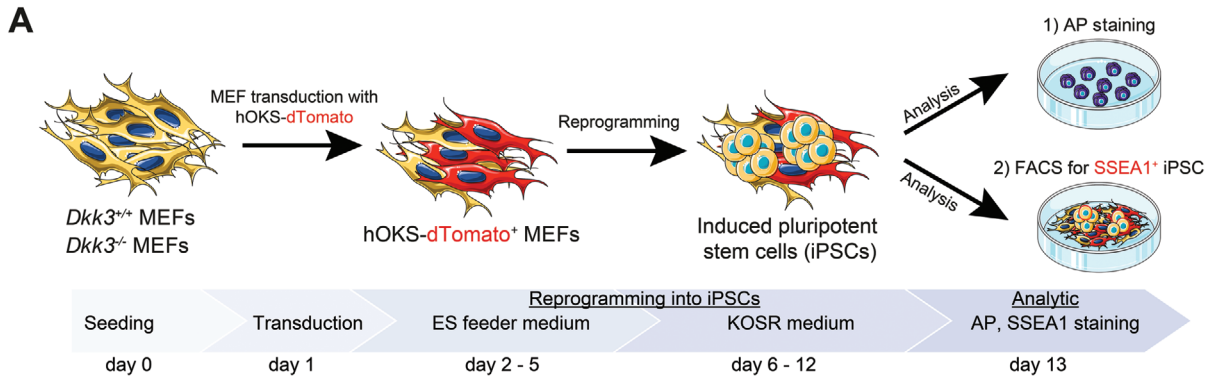 A
1) AP staining
MEF transduction with
hOKS-dTomato
Reprogramming
Analysis
Analysis
2) FACS for SSEA1⁺ iPSC
Dkk3⁺/⁺ MEFs
Dkk3⁻/⁻ MEFs
hOKS-dTomato⁺ MEFs
Induced pluripotent
stem cells (iPSCs)
Reprogramming into iPSCs
Analytic
Seeding
Transduction
ES feeder medium
KOSR medium
AP, SSEA1 staining
day 0
day 1
day 2 - 5
day 6 - 12
day 13